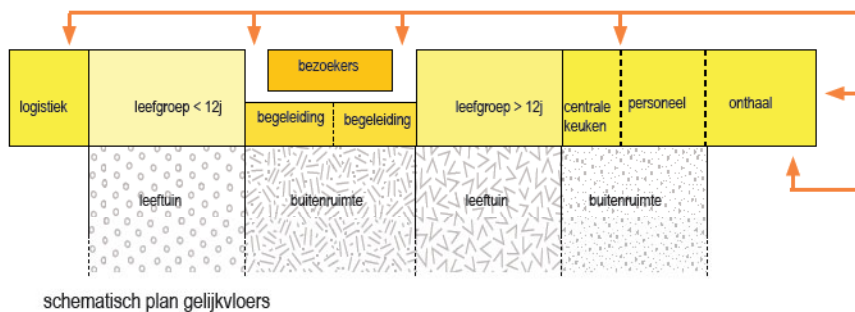 bezoekers
logistiek
leefgroep < 12j
begeleiding
begeleiding
leefgroep > 12j
centrale
keuken
personeel
onthaal
leeftuin
buitenruimte
leeftuin
buitenruimte
schematisch plan gelijkvloers